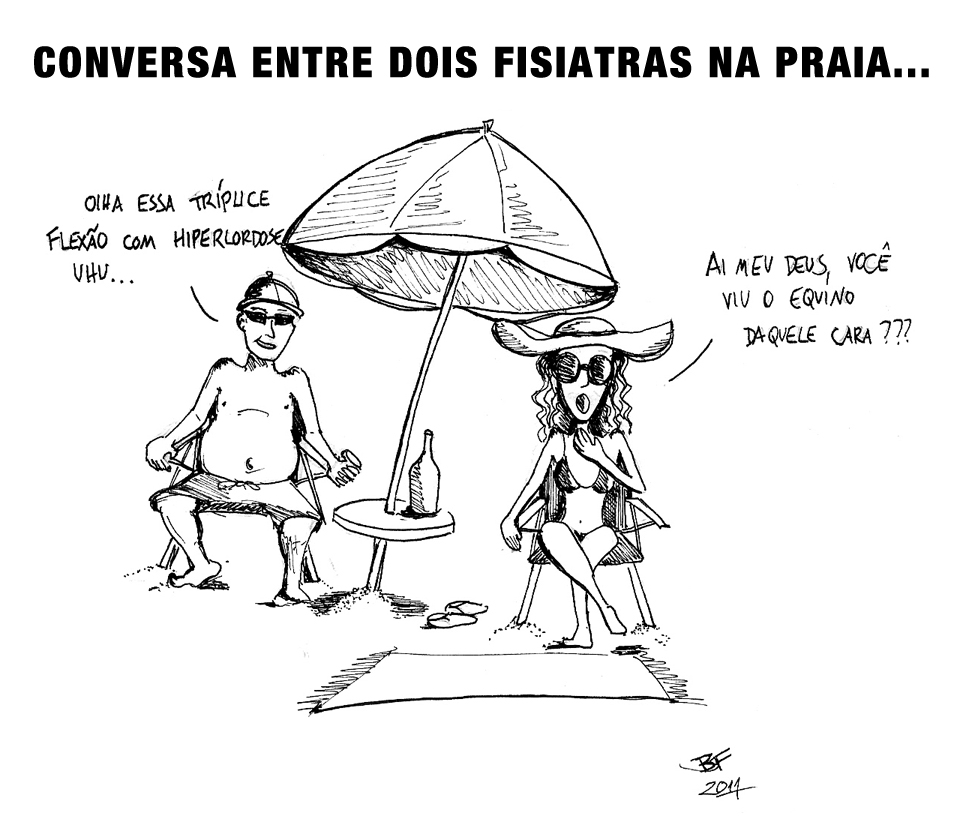 CONVERSA ENTRE DOIS FISIATRAS NA PRAIA...
OLHA ESSA TRÍPLICE
FLEXÃO COM HIPERLORDOSE
UHU...
AI MEU DEUS, VOCÊ
VIU O EQUINO
DAQUELE CARA ???
BF
2011